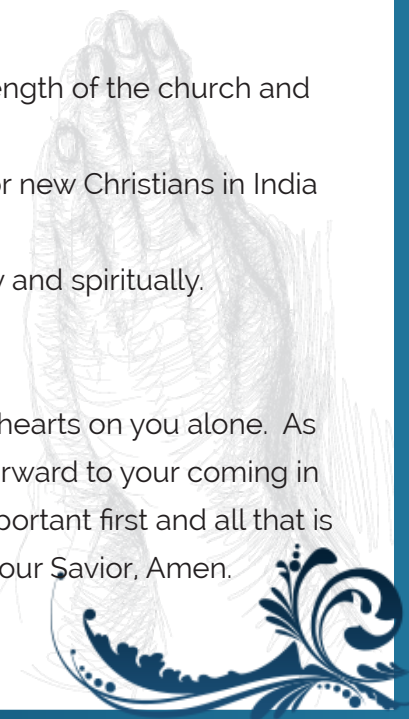 ength of the church and
r new Christians in India
and spiritually.
hearts on you alone. As
rward to your coming in
portant first and all that is
our Savior, Amen.